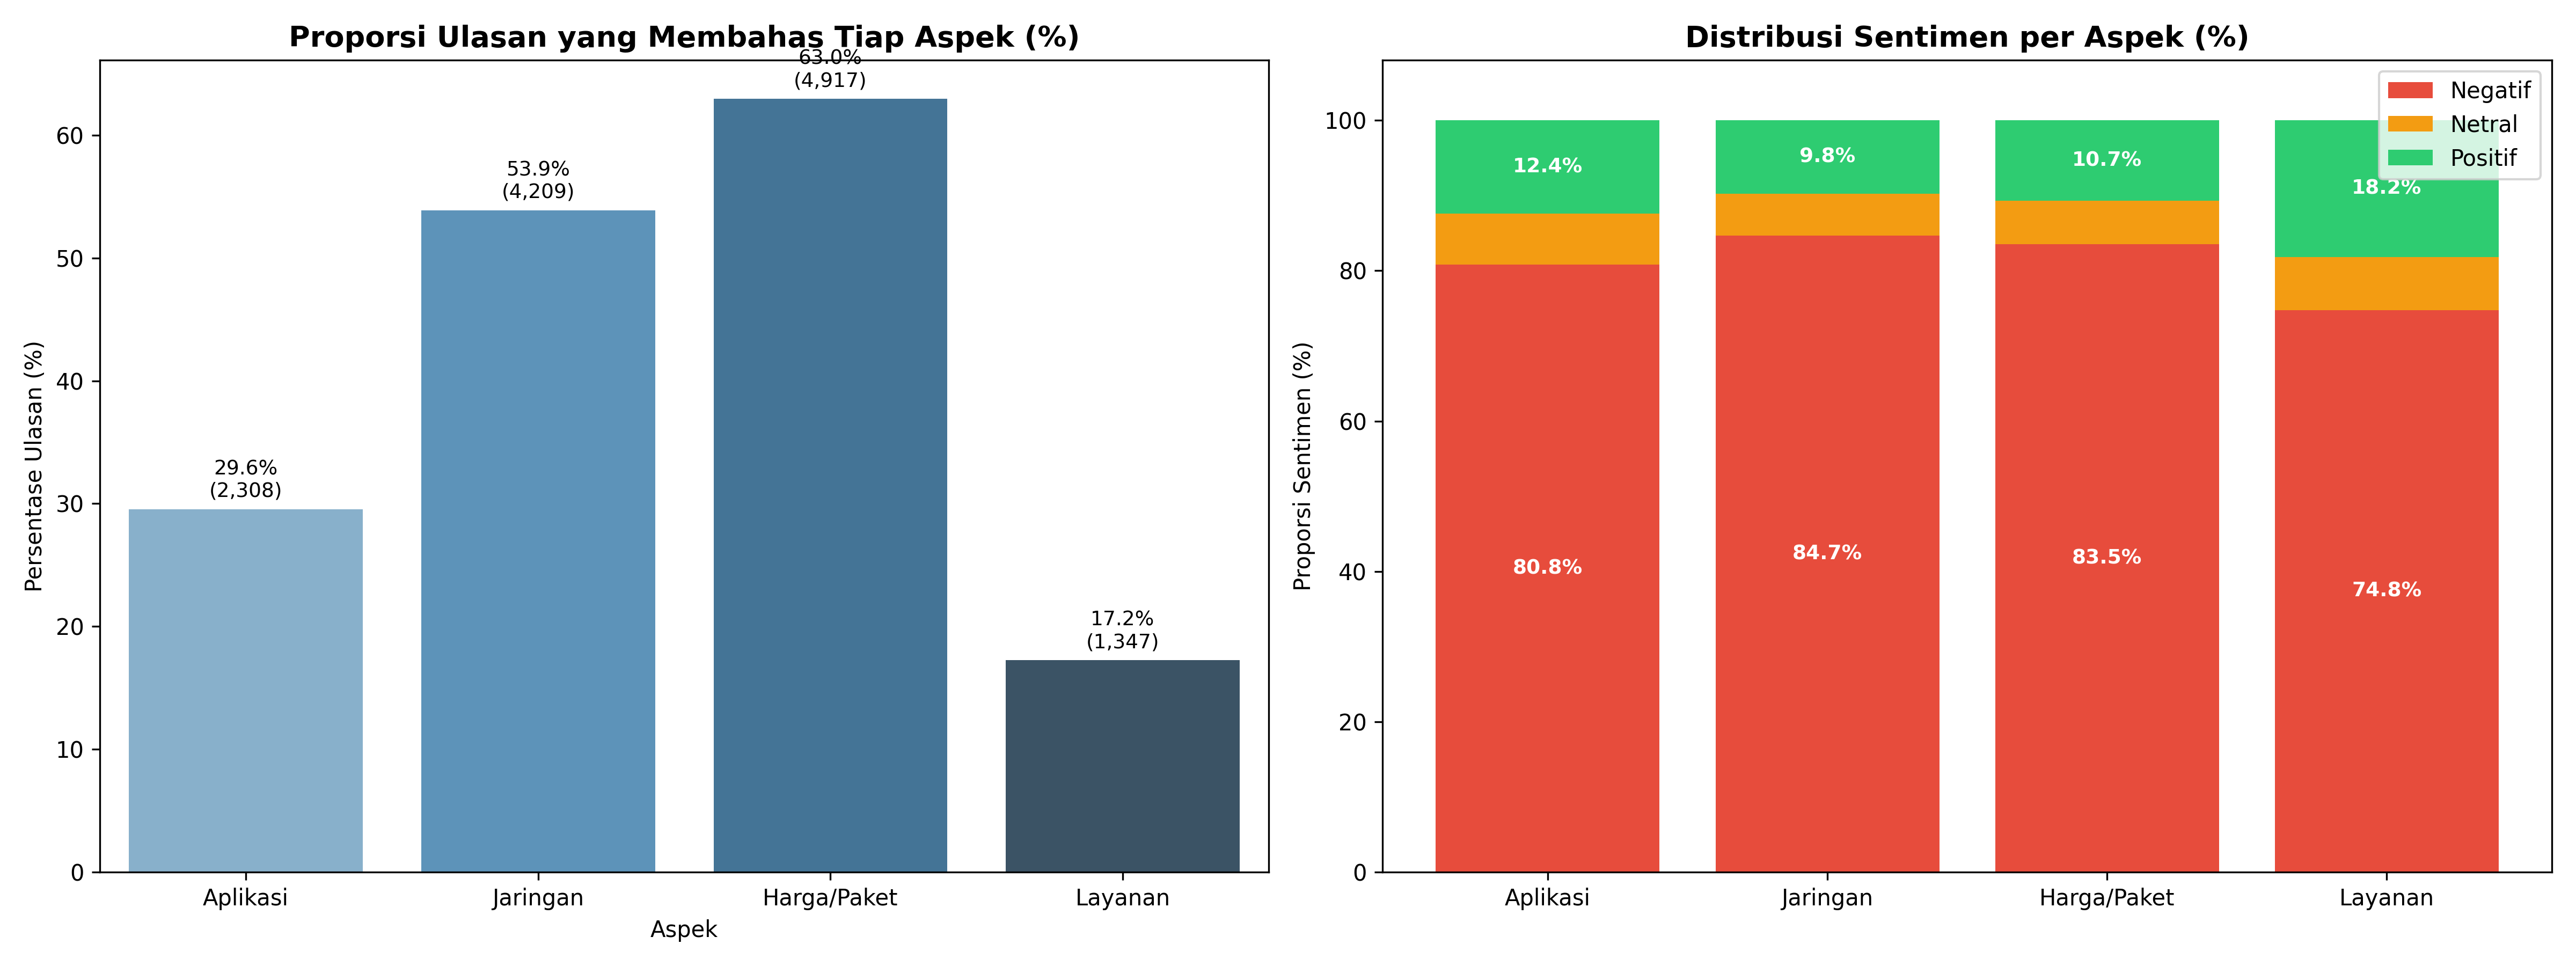 Proporsi Ulasan yang Membahas Tiap Aspek (%)
63.0%
(4,917)
53.9%
(4,209)
29.6%
(2,308)
17.2%
(1,347)
Persentase Ulasan (%)
60
50
40
30
20
10
0
Aplikasi
Jaringan
Harga/Paket
Layanan
Aspek
Distribusi Sentimen per Aspek (%)
Negatif
Netral
Positif
12.4%
9.8%
10.7%
18.2%
80.8%
84.7%
83.5%
74.8%
Proporsi Sentimen (%)
100
80
60
40
20
0
Aplikasi
Jaringan
Harga/Paket
Layanan